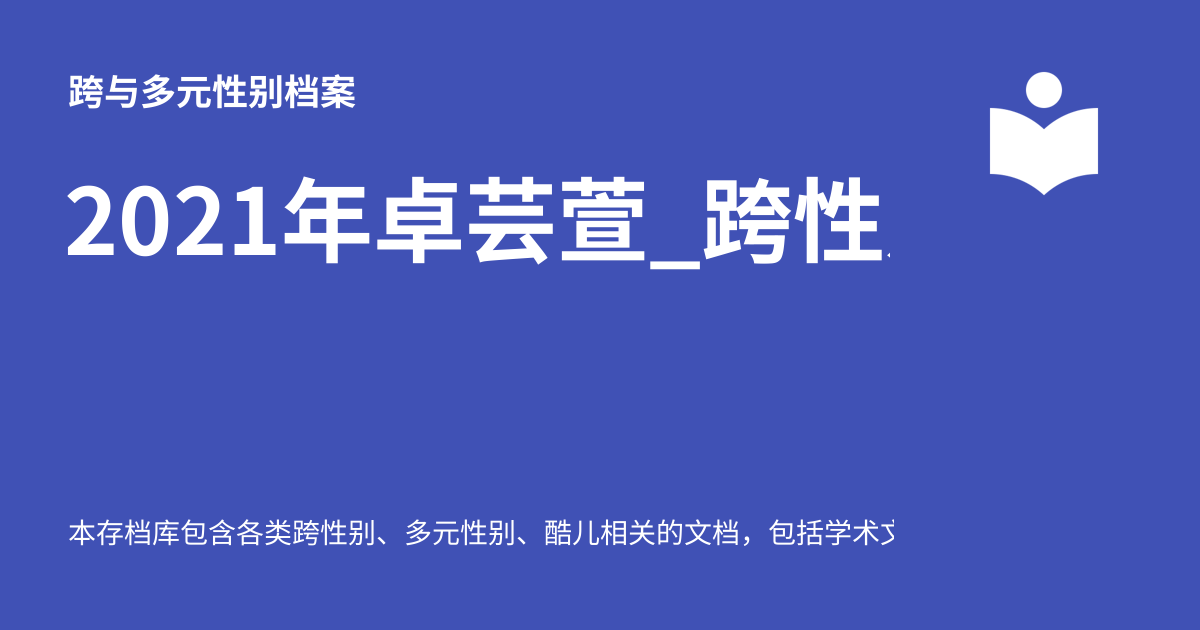 跨与多元性别档案
2021年卓芸萱_跨性
本存档库包含各类跨性别、多元性别、酷儿相关的文档，包括学术